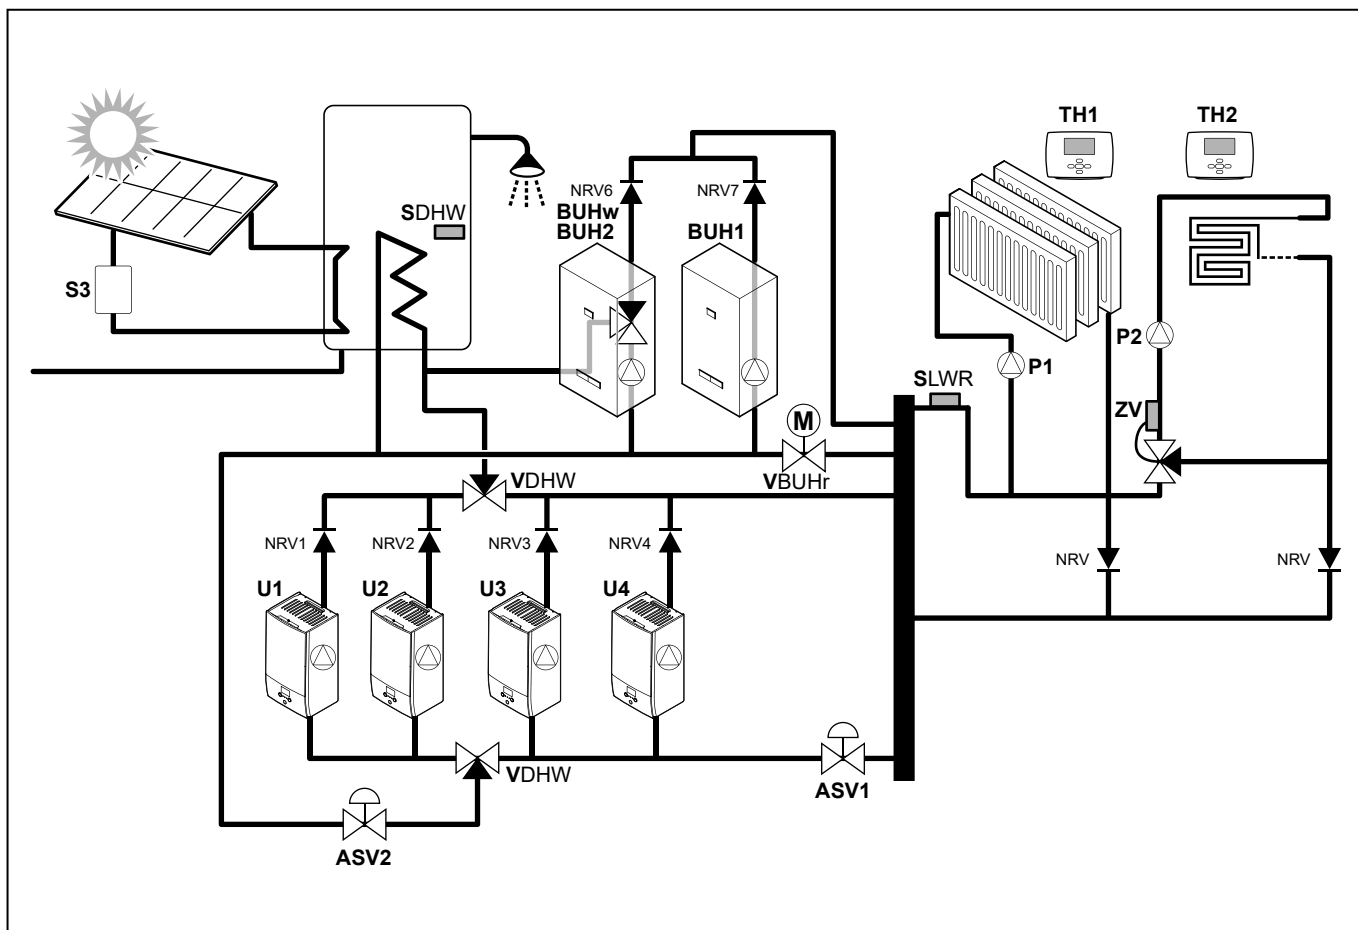 TH1
TH2
NRV6
NRV7
SDHW
BUHw
BUH2
BUH1
S3
P2
P1
SLWR
ZV
M
VDHW
VBUHr
NRV1
NRV2
NRV3
NRV4
NRV
NRV
U1
U2
U3
U4
VDHW
ASV1
ASV2